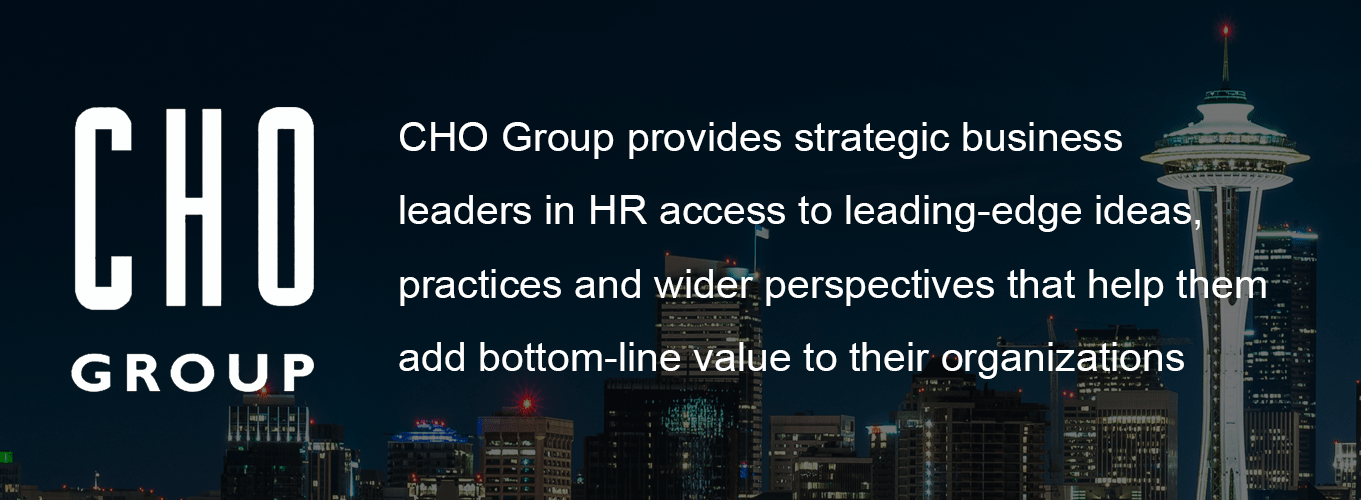 CHO
GROUP
CHO Group provides strategic business
leaders in HR access to leading-edge ideas,
practices and wider perspectives that help them
add bottom-line value to their organizations